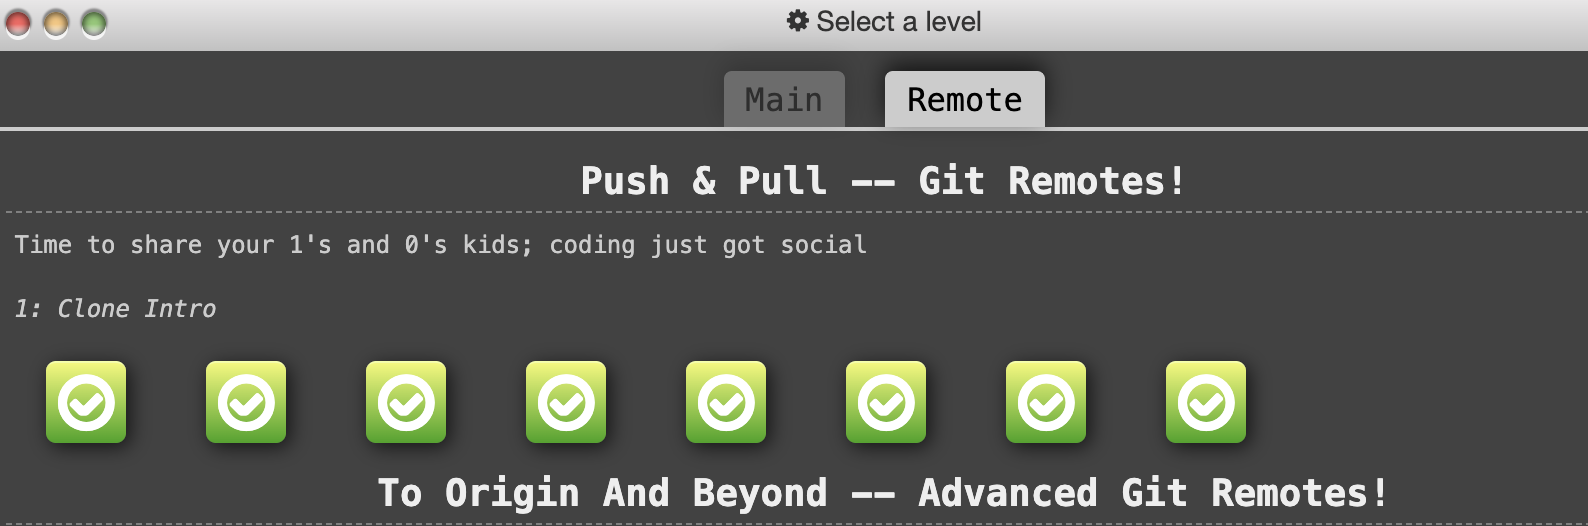 Select a level
Main
Remote
Push & Pull -- Git Remotes!
Time to share your 1's and 0's kids; coding just got social
1: Clone Intro
To Origin And Beyond -- Advanced Git Remotes!